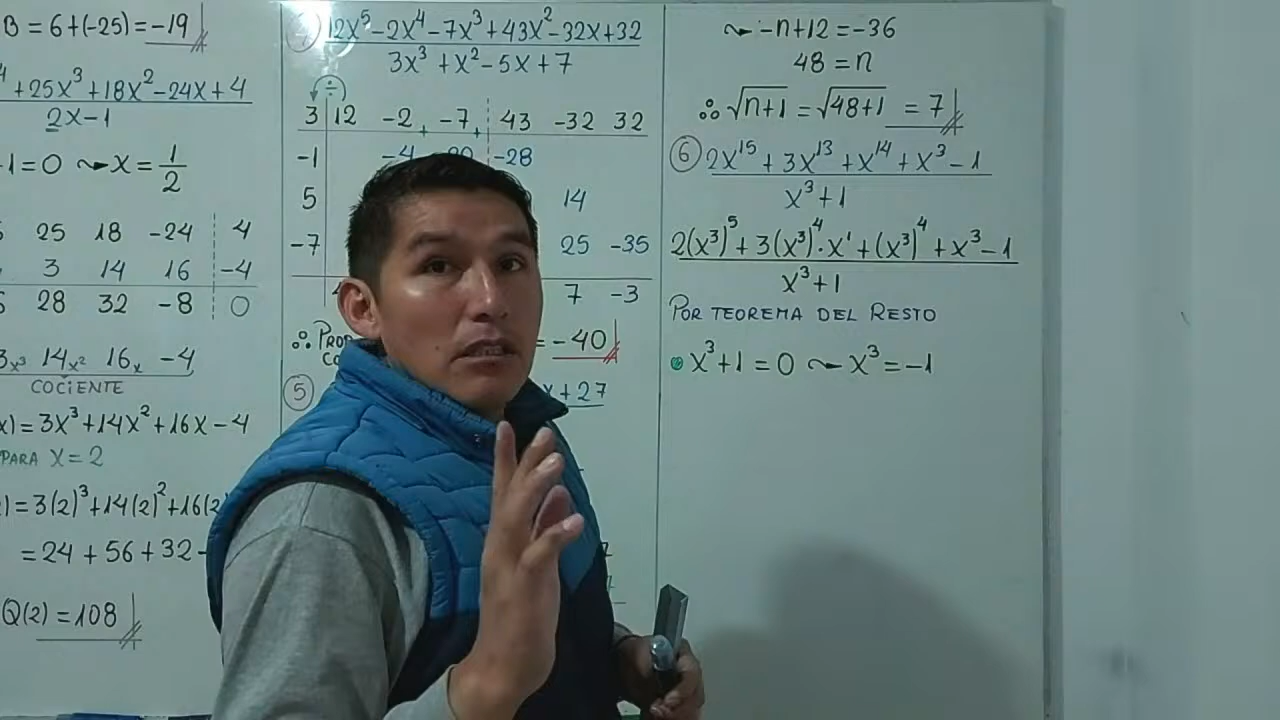 B = 6+(-25) = -19
+25x³+18x²-24x+4
2x-1
1=0 ~ x = 1/2
25 18 -24 4
3 14 16 -4
28 32 -8 0
3x³ 14x² 16x -4
COCIENTE
x) = 3x³+14x²+16x-4
PARA x=2
) = 3(2)³+14(2)²+16(2
= 24+56+32-
Q(2) = 108
12x⁵-2x⁴-7x³+43x²-32x+32
3x³+x²-5x+7
÷
3 12 -2 -7 43 -32 32
+ +
-1 -4 -28
5 14
-7 25 -35
7 -3
∴ = -40
5 x+27
~ -n+12=-36
48 = n
∴ √n+1 = √48+1 = 7
6 2x¹⁵+3x¹³+x¹⁴+x³-1
x³+1
2(x³)⁵+3(x³)⁴·x¹+(x³)⁴+x³-1
x³+1
POR TEOREMA DEL RESTO
x³+1=0 ~ x³=-1